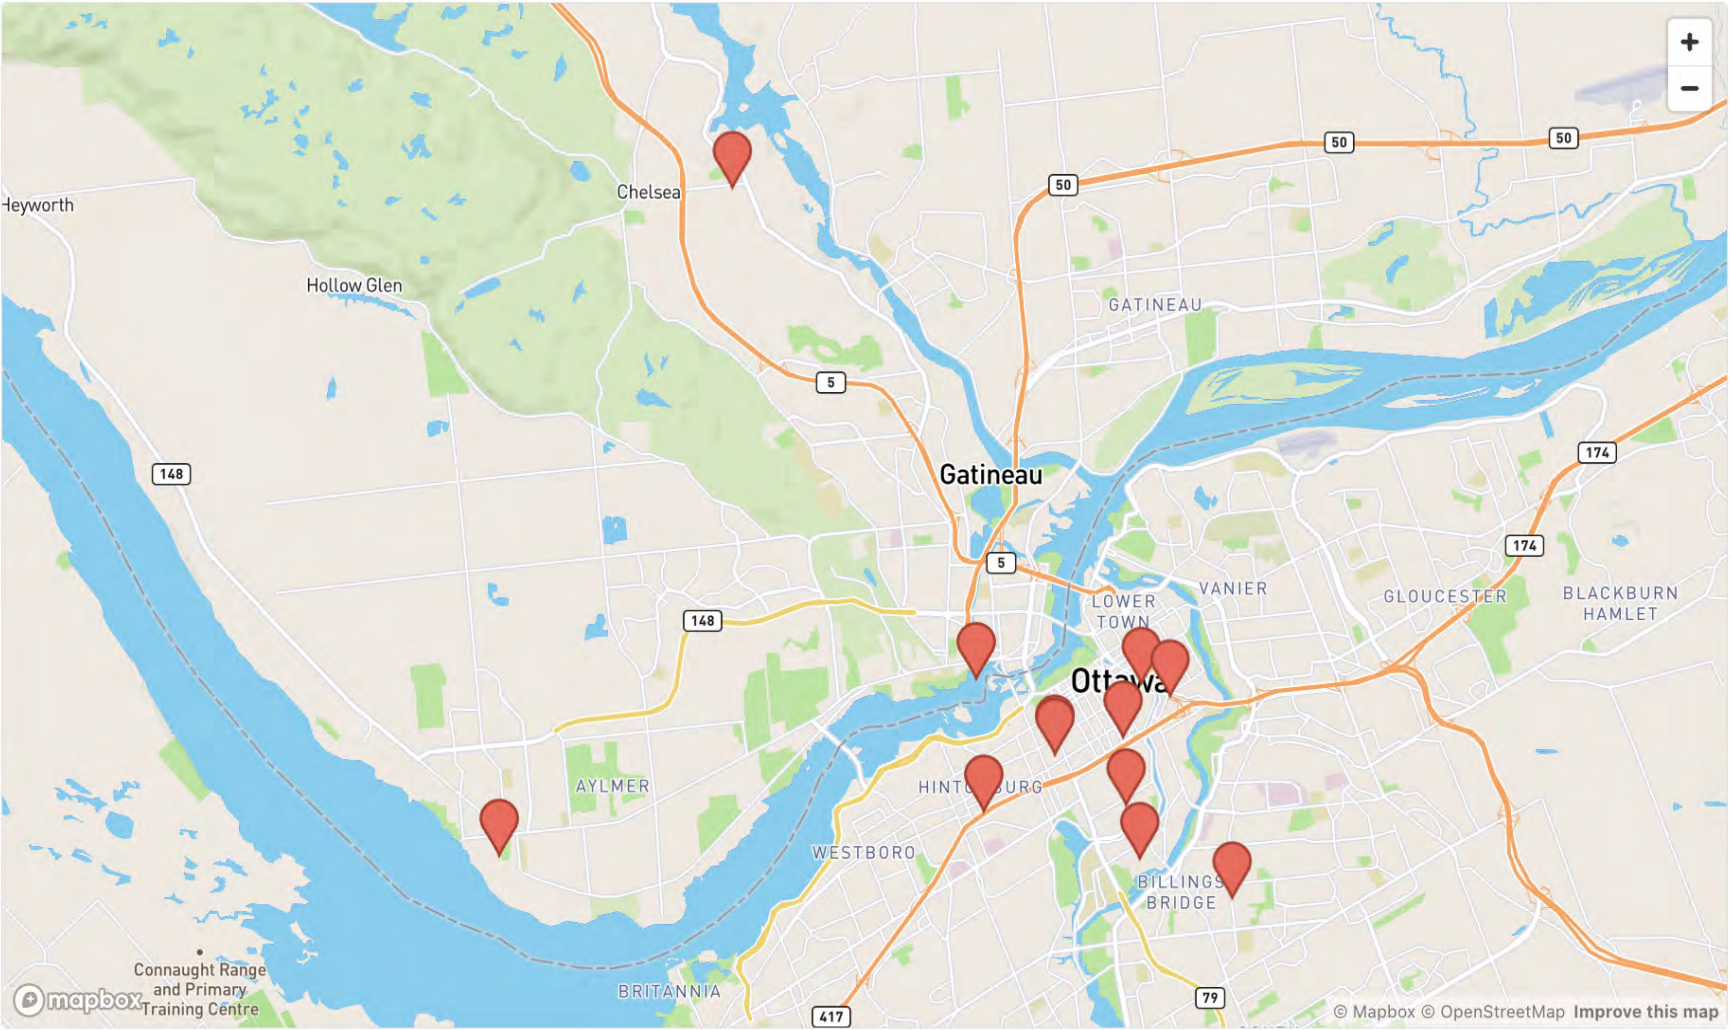 +
−
50
50
50
Chelsea
Heyworth
Hollow Glen
GATINEAU
5
174
148
Gatineau
174
5
VANIER
LOWER
TOWN
GLOUCESTER
BLACKBURN
HAMLET
148
Ottawa
AYLMER
HINTONBURG
WESTBORO
BILLINGS
BRIDGE
Connaught Range
and Primary
Training Centre
BRITANNIA
79
mapbox
417
© Mapbox © OpenStreetMap Improve this map